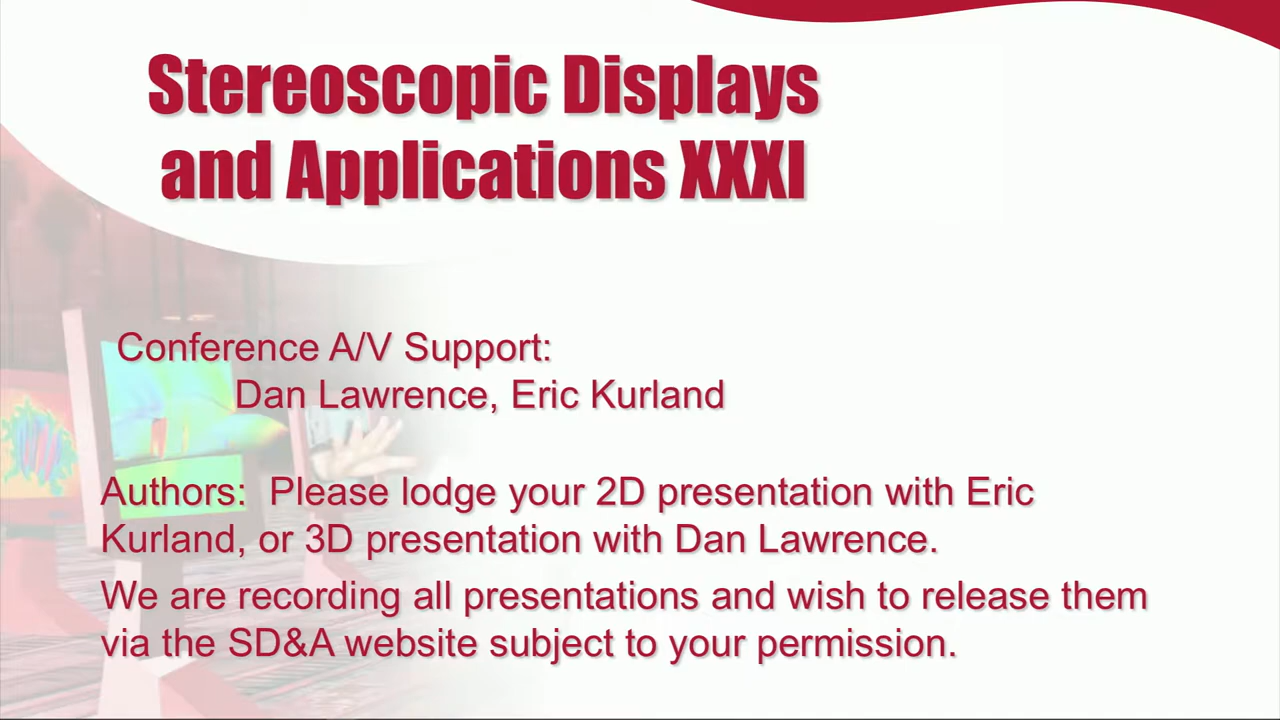 Stereoscopic Displays
and Applications XXXI
Conference A/V Support:
Dan Lawrence, Eric Kurland
Authors: Please lodge your 2D presentation with Eric
Kurland, or 3D presentation with Dan Lawrence.
We are recording all presentations and wish to release them
via the SD&A website subject to your permission.